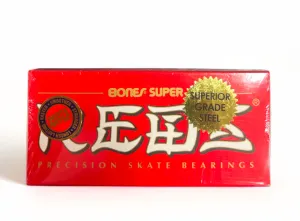 BONES SUPER
REDS®
SUPERIOR
GRADE
STEEL
PRECISION SKATE BEARINGS